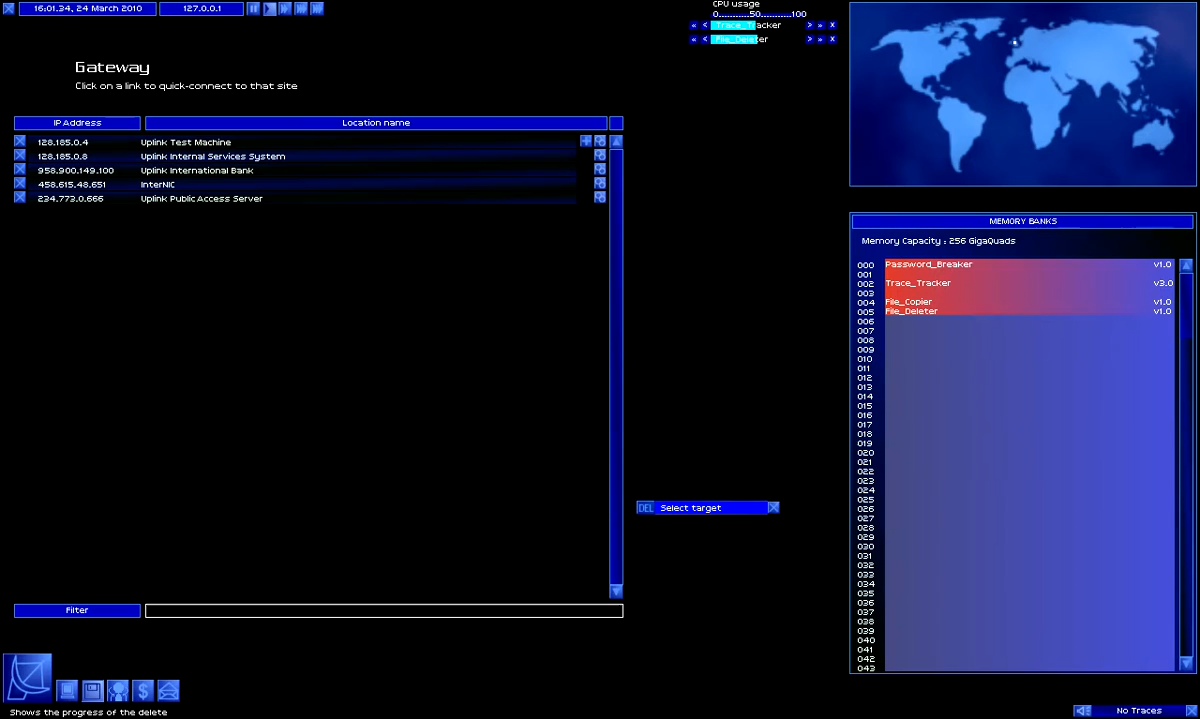 16:01.34, 24 March 2010
127.0.0.1
CPU usage
0...........50...........100
« < Trace_Tracker > » x
« < File_Deleter > » x
Gateway
Click on a link to quick-connect to that site
IP Address Location name
128.185.0.4 Uplink Test Machine
128.185.0.8 Uplink Internal Services System
958.900.149.100 Uplink International Bank
458.615.48.651 InterNIC
234.773.0.666 Uplink Public Access Server
MEMORY BANKS
Memory Capacity : 256 GigaQuads
000 Password_Breaker v1.0
001
002 Trace_Tracker v3.0
003
004 File_Copier v1.0
005 File_Deleter v1.0
006
007
008
009
010
011
012
013
014
015
016
017
018
019
020
021
022
023
024
025
026
027
028
029
030
031
032
033
034
035
036
037
038
039
040
041
042
043
DEL Select target
Filter
$
Shows the progress of the delete
No Traces